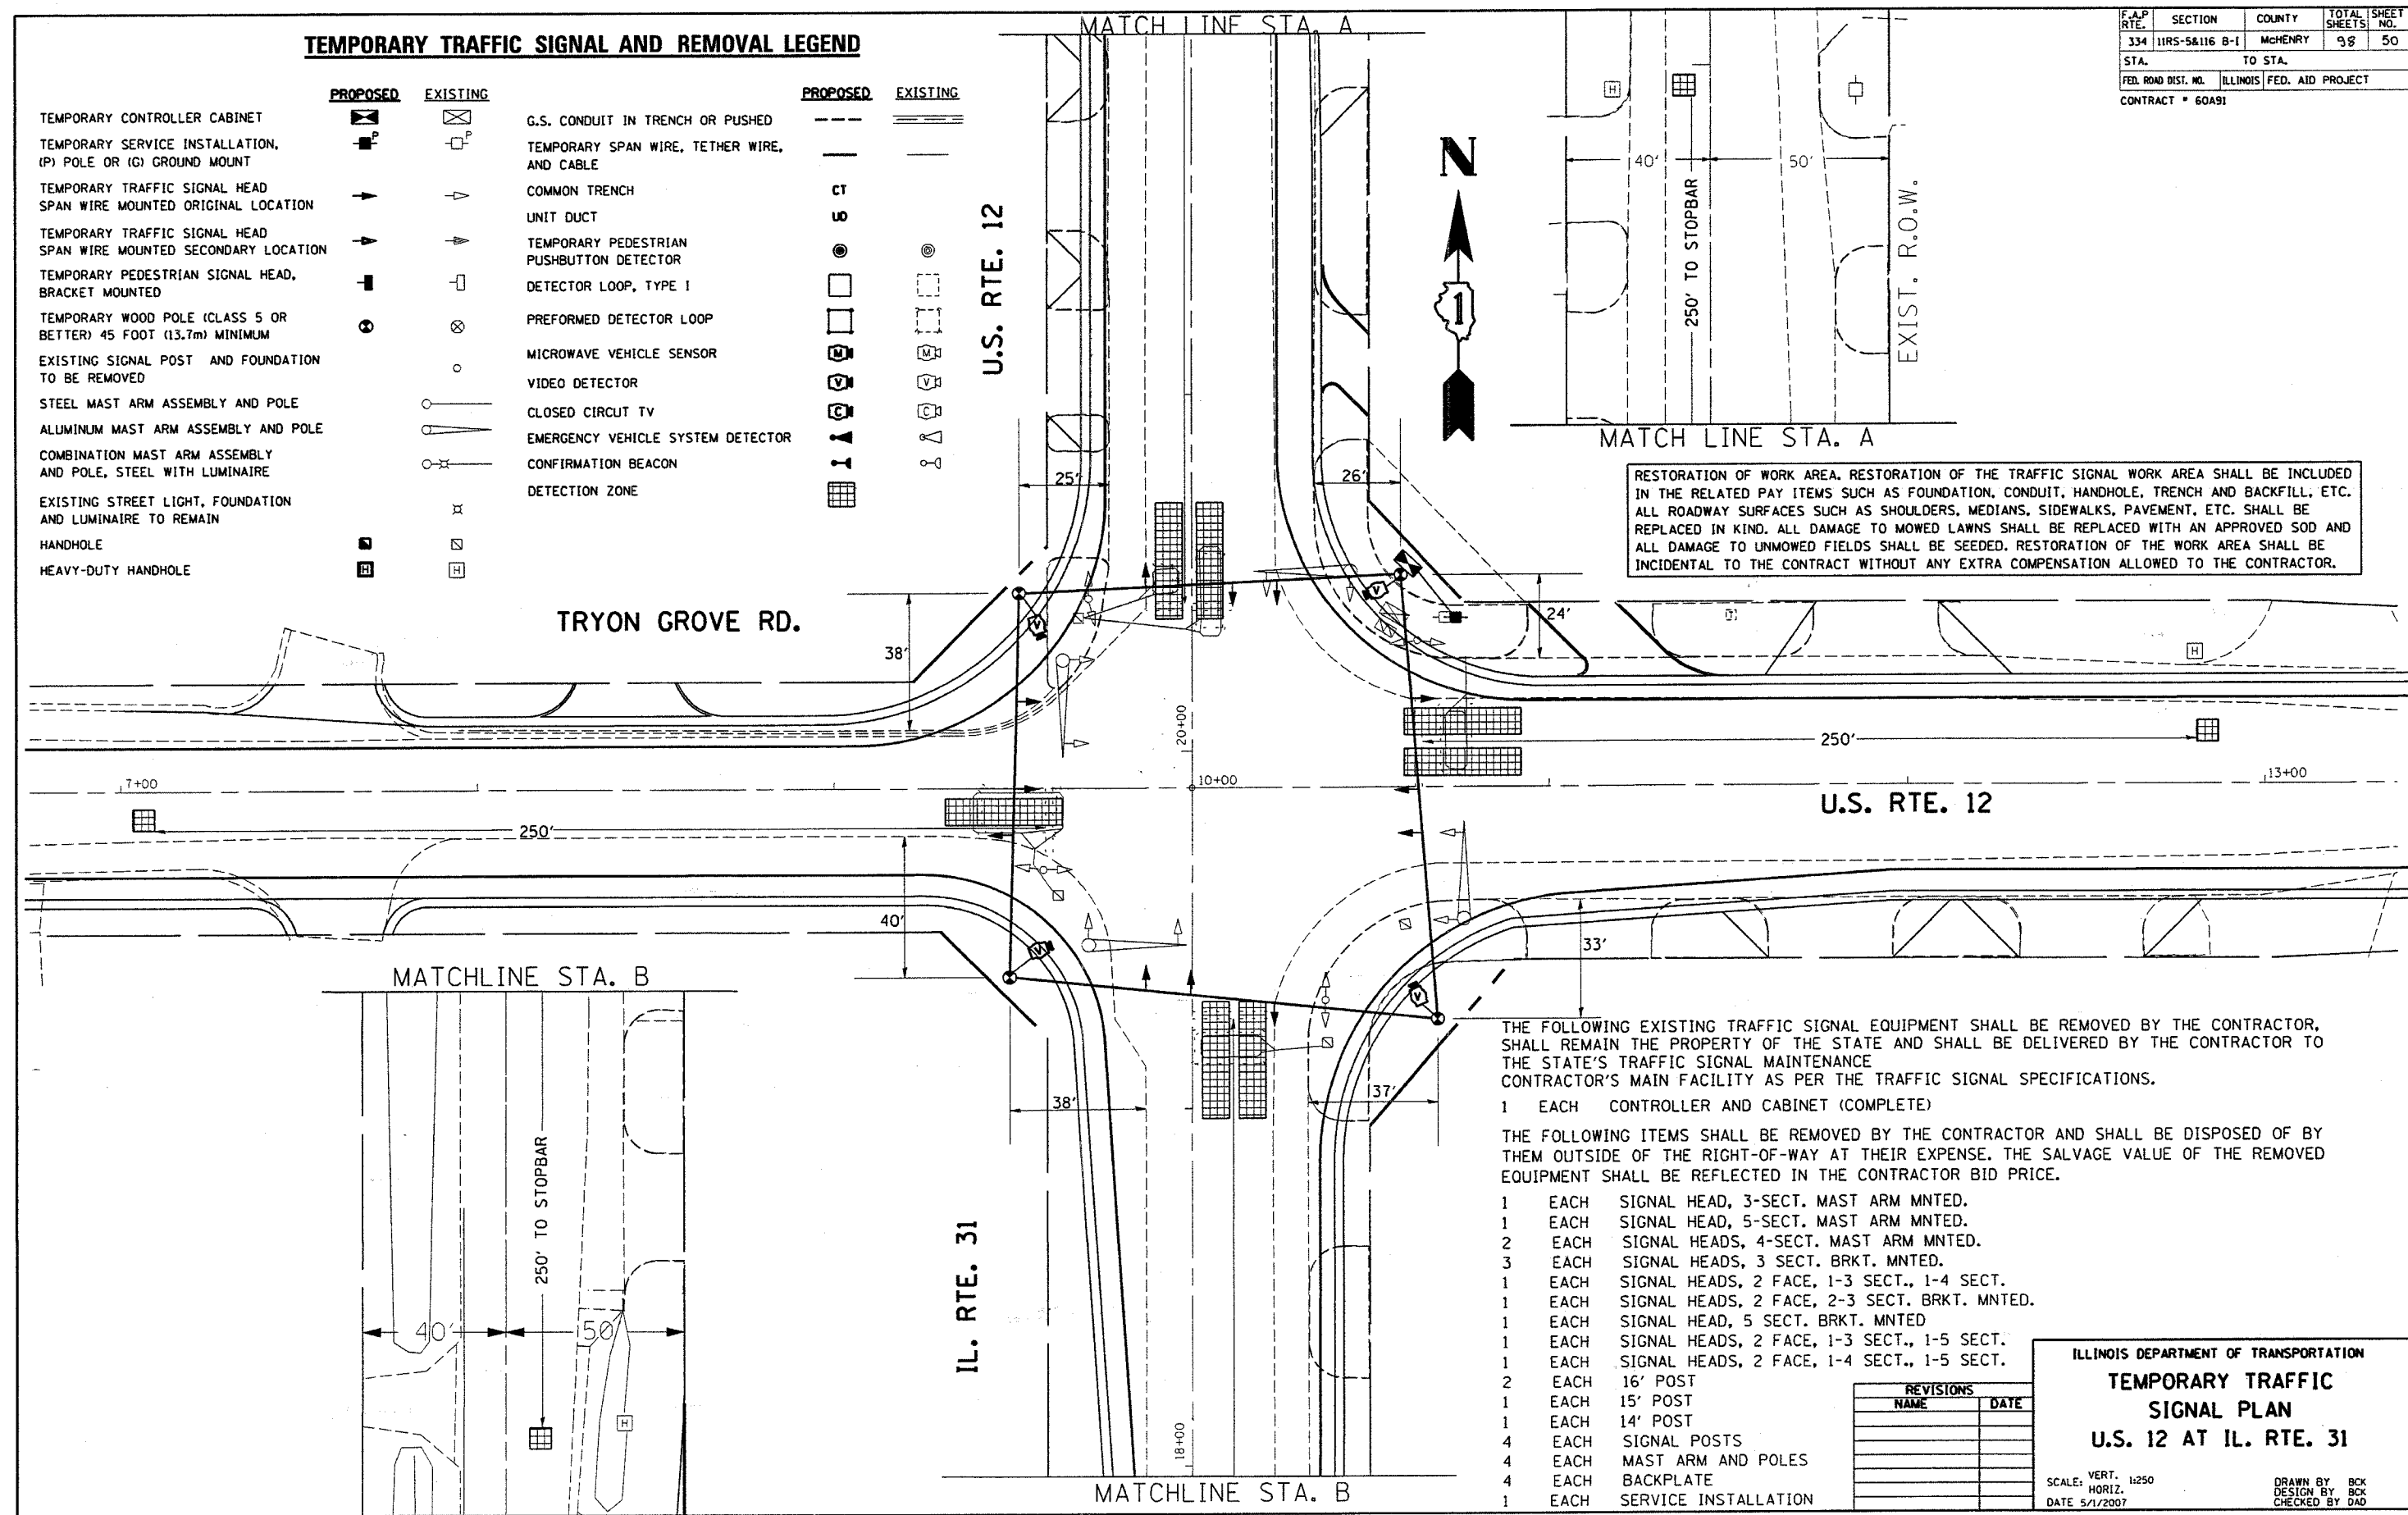 MATCH LINE STA. A
F.A.P RTE. SECTION COUNTY TOTAL SHEETS SHEET NO.
334 11RS-5&116 B-1 McHENRY 98 50
STA. TO STA.
FED. ROAD DIST. NO. ILLINOIS FED. AID PROJECT
CONTRACT # 60A91
TEMPORARY TRAFFIC SIGNAL AND REMOVAL LEGEND
PROPOSED EXISTING
TEMPORARY CONTROLLER CABINET
TEMPORARY SERVICE INSTALLATION,
(P) POLE OR (G) GROUND MOUNT
P P
TEMPORARY TRAFFIC SIGNAL HEAD
SPAN WIRE MOUNTED ORIGINAL LOCATION
TEMPORARY TRAFFIC SIGNAL HEAD
SPAN WIRE MOUNTED SECONDARY LOCATION
TEMPORARY PEDESTRIAN SIGNAL HEAD,
BRACKET MOUNTED
TEMPORARY WOOD POLE (CLASS 5 OR
BETTER) 45 FOOT (13.7m) MINIMUM
EXISTING SIGNAL POST AND FOUNDATION
TO BE REMOVED
STEEL MAST ARM ASSEMBLY AND POLE
ALUMINUM MAST ARM ASSEMBLY AND POLE
COMBINATION MAST ARM ASSEMBLY
AND POLE, STEEL WITH LUMINAIRE
EXISTING STREET LIGHT, FOUNDATION
AND LUMINAIRE TO REMAIN
HANDHOLE
HEAVY-DUTY HANDHOLE H H
PROPOSED EXISTING
G.S. CONDUIT IN TRENCH OR PUSHED
TEMPORARY SPAN WIRE, TETHER WIRE,
AND CABLE
COMMON TRENCH CT
UNIT DUCT UD
TEMPORARY PEDESTRIAN
PUSHBUTTON DETECTOR
DETECTOR LOOP, TYPE I
PREFORMED DETECTOR LOOP
MICROWAVE VEHICLE SENSOR M M
VIDEO DETECTOR V V
CLOSED CIRCUT TV C C
EMERGENCY VEHICLE SYSTEM DETECTOR
CONFIRMATION BEACON
DETECTION ZONE
U.S. RTE. 12
N
1
H
40' 50'
250' TO STOPBAR
EXIST. R.O.W.
MATCH LINE STA. A
RESTORATION OF WORK AREA. RESTORATION OF THE TRAFFIC SIGNAL WORK AREA SHALL BE INCLUDED
IN THE RELATED PAY ITEMS SUCH AS FOUNDATION, CONDUIT, HANDHOLE, TRENCH AND BACKFILL, ETC.
ALL ROADWAY SURFACES SUCH AS SHOULDERS, MEDIANS, SIDEWALKS, PAVEMENT, ETC. SHALL BE
REPLACED IN KIND. ALL DAMAGE TO MOWED LAWNS SHALL BE REPLACED WITH AN APPROVED SOD AND
ALL DAMAGE TO UNMOWED FIELDS SHALL BE SEEDED. RESTORATION OF THE WORK AREA SHALL BE
INCIDENTAL TO THE CONTRACT WITHOUT ANY EXTRA COMPENSATION ALLOWED TO THE CONTRACTOR.
25' 26'
V
24'
TRYON GROVE RD.
V
38'
H
20+00
250'
7+00
10+00
13+00
U.S. RTE. 12
250'
40'
V
33'
V
MATCHLINE STA. B
38' 37'
250' TO STOPBAR
40' 50'
H
IL. RTE. 31
18+00
MATCHLINE STA. B
THE FOLLOWING EXISTING TRAFFIC SIGNAL EQUIPMENT SHALL BE REMOVED BY THE CONTRACTOR,
SHALL REMAIN THE PROPERTY OF THE STATE AND SHALL BE DELIVERED BY THE CONTRACTOR TO
THE STATE'S TRAFFIC SIGNAL MAINTENANCE
CONTRACTOR'S MAIN FACILITY AS PER THE TRAFFIC SIGNAL SPECIFICATIONS.
1 EACH CONTROLLER AND CABINET (COMPLETE)
THE FOLLOWING ITEMS SHALL BE REMOVED BY THE CONTRACTOR AND SHALL BE DISPOSED OF BY
THEM OUTSIDE OF THE RIGHT-OF-WAY AT THEIR EXPENSE. THE SALVAGE VALUE OF THE REMOVED
EQUIPMENT SHALL BE REFLECTED IN THE CONTRACTOR BID PRICE.
1 EACH SIGNAL HEAD, 3-SECT. MAST ARM MNTED.
1 EACH SIGNAL HEAD, 5-SECT. MAST ARM MNTED.
2 EACH SIGNAL HEADS, 4-SECT. MAST ARM MNTED.
3 EACH SIGNAL HEADS, 3 SECT. BRKT. MNTED.
1 EACH SIGNAL HEADS, 2 FACE, 1-3 SECT., 1-4 SECT.
1 EACH SIGNAL HEADS, 2 FACE, 2-3 SECT. BRKT. MNTED.
1 EACH SIGNAL HEAD, 5 SECT. BRKT. MNTED
1 EACH SIGNAL HEADS, 2 FACE, 1-3 SECT., 1-5 SECT.
1 EACH SIGNAL HEADS, 2 FACE, 1-4 SECT., 1-5 SECT.
2 EACH 16' POST
1 EACH 15' POST
1 EACH 14' POST
4 EACH SIGNAL POSTS
4 EACH MAST ARM AND POLES
4 EACH BACKPLATE
1 EACH SERVICE INSTALLATION
REVISIONS
NAME DATE
ILLINOIS DEPARTMENT OF TRANSPORTATION
TEMPORARY TRAFFIC
SIGNAL PLAN
U.S. 12 AT IL. RTE. 31
SCALE: VERT. HORIZ. 1:250
DATE 5/1/2007
DRAWN BY BCK
DESIGN BY BCK
CHECKED BY DAD